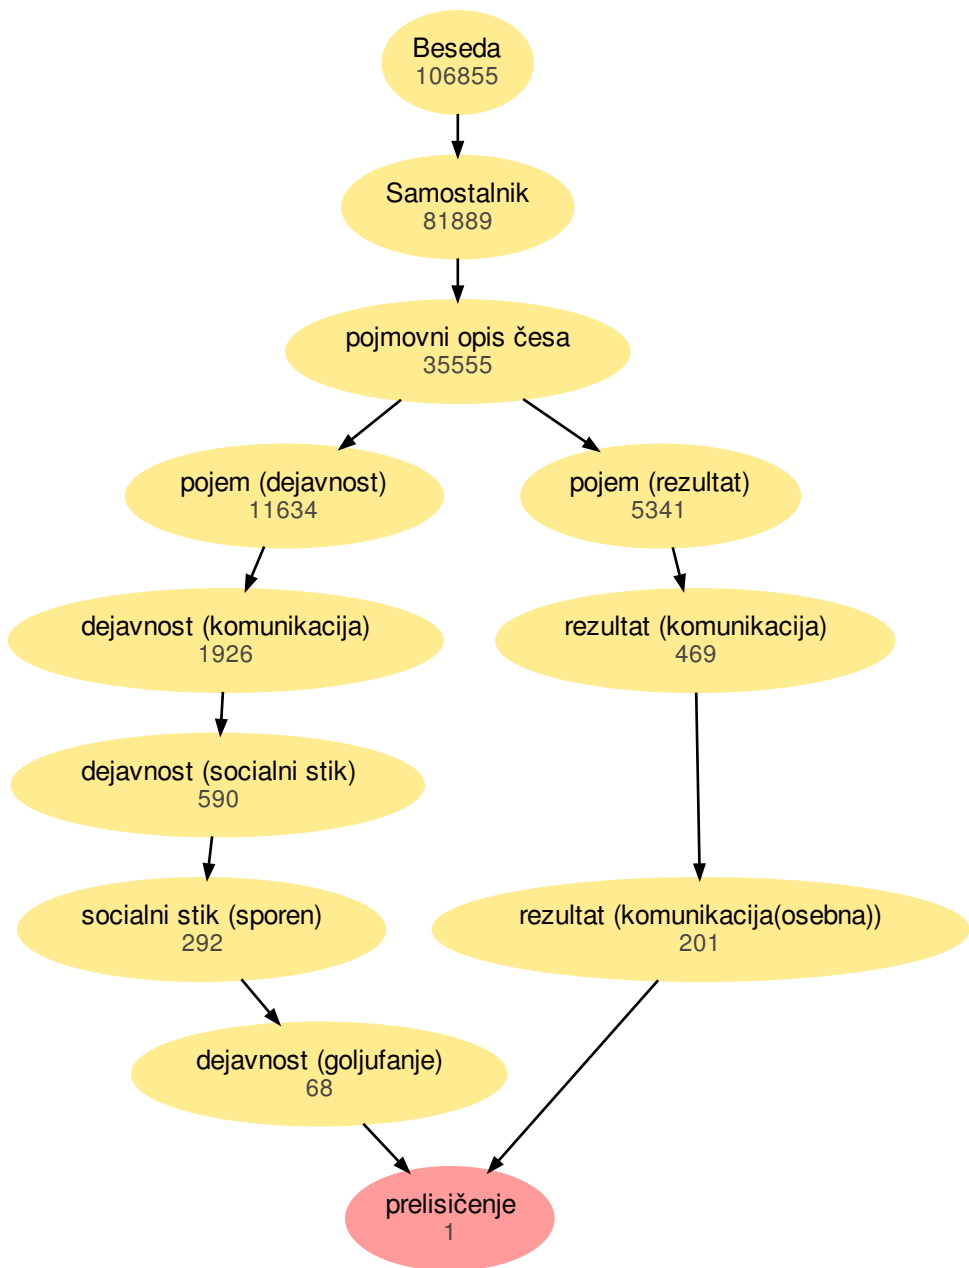 Beseda
106855
Samostalnik
81889
pojmovni opis česa
35555
pojem (dejavnost)
11634
pojem (rezultat)
5341
dejavnost (komunikacija)
1926
rezultat (komunikacija)
469
dejavnost (socialni stik)
590
socialni stik (sporen)
292
rezultat (komunikacija(osebna))
201
dejavnost (goljufanje)
68
prelisičenje
1